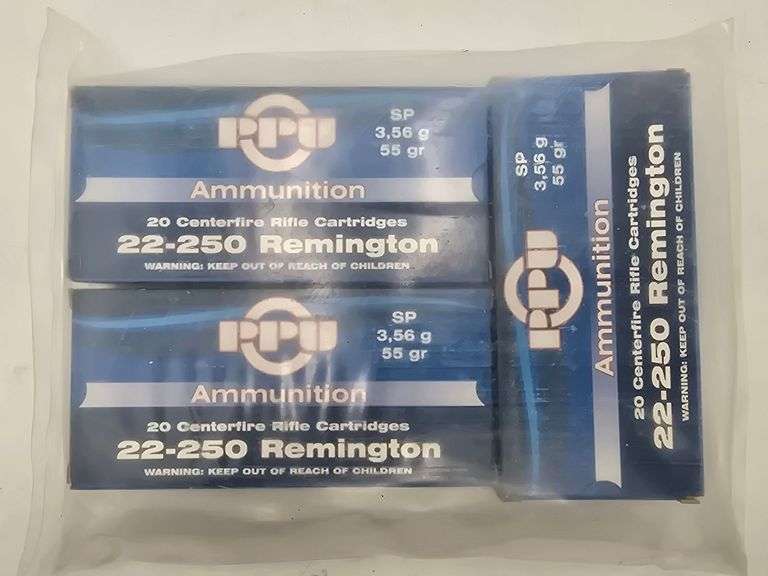 PPU
SP
3,56 g
55 gr
Ammunition
20 Centerfire Rifle Cartridges
22-250 Remington
WARNING: KEEP OUT OF REACH OF CHILDREN
PPU
SP
3,56 g
55 gr
Ammunition
20 Centerfire Rifle Cartridges
22-250 Remington
WARNING: KEEP OUT OF REACH OF CHILDREN
PPU
SP
3,56 g
55 gr
Ammunition
20 Centerfire Rifle Cartridges
22-250 Remington
WARNING: KEEP OUT OF REACH OF CHILDREN